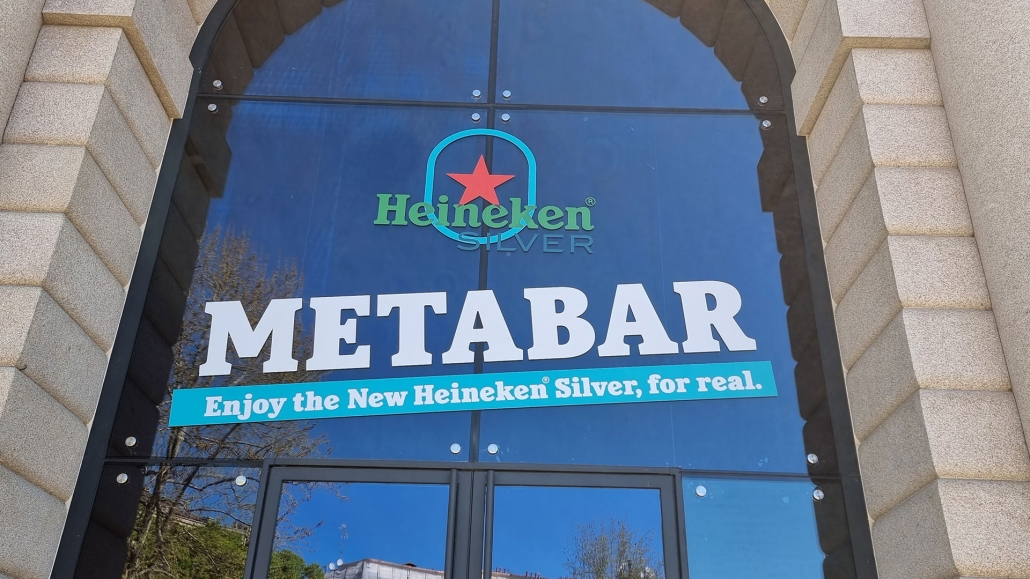 Heineken®
SILVER
METABAR
Enjoy the New Heineken® Silver, for real.